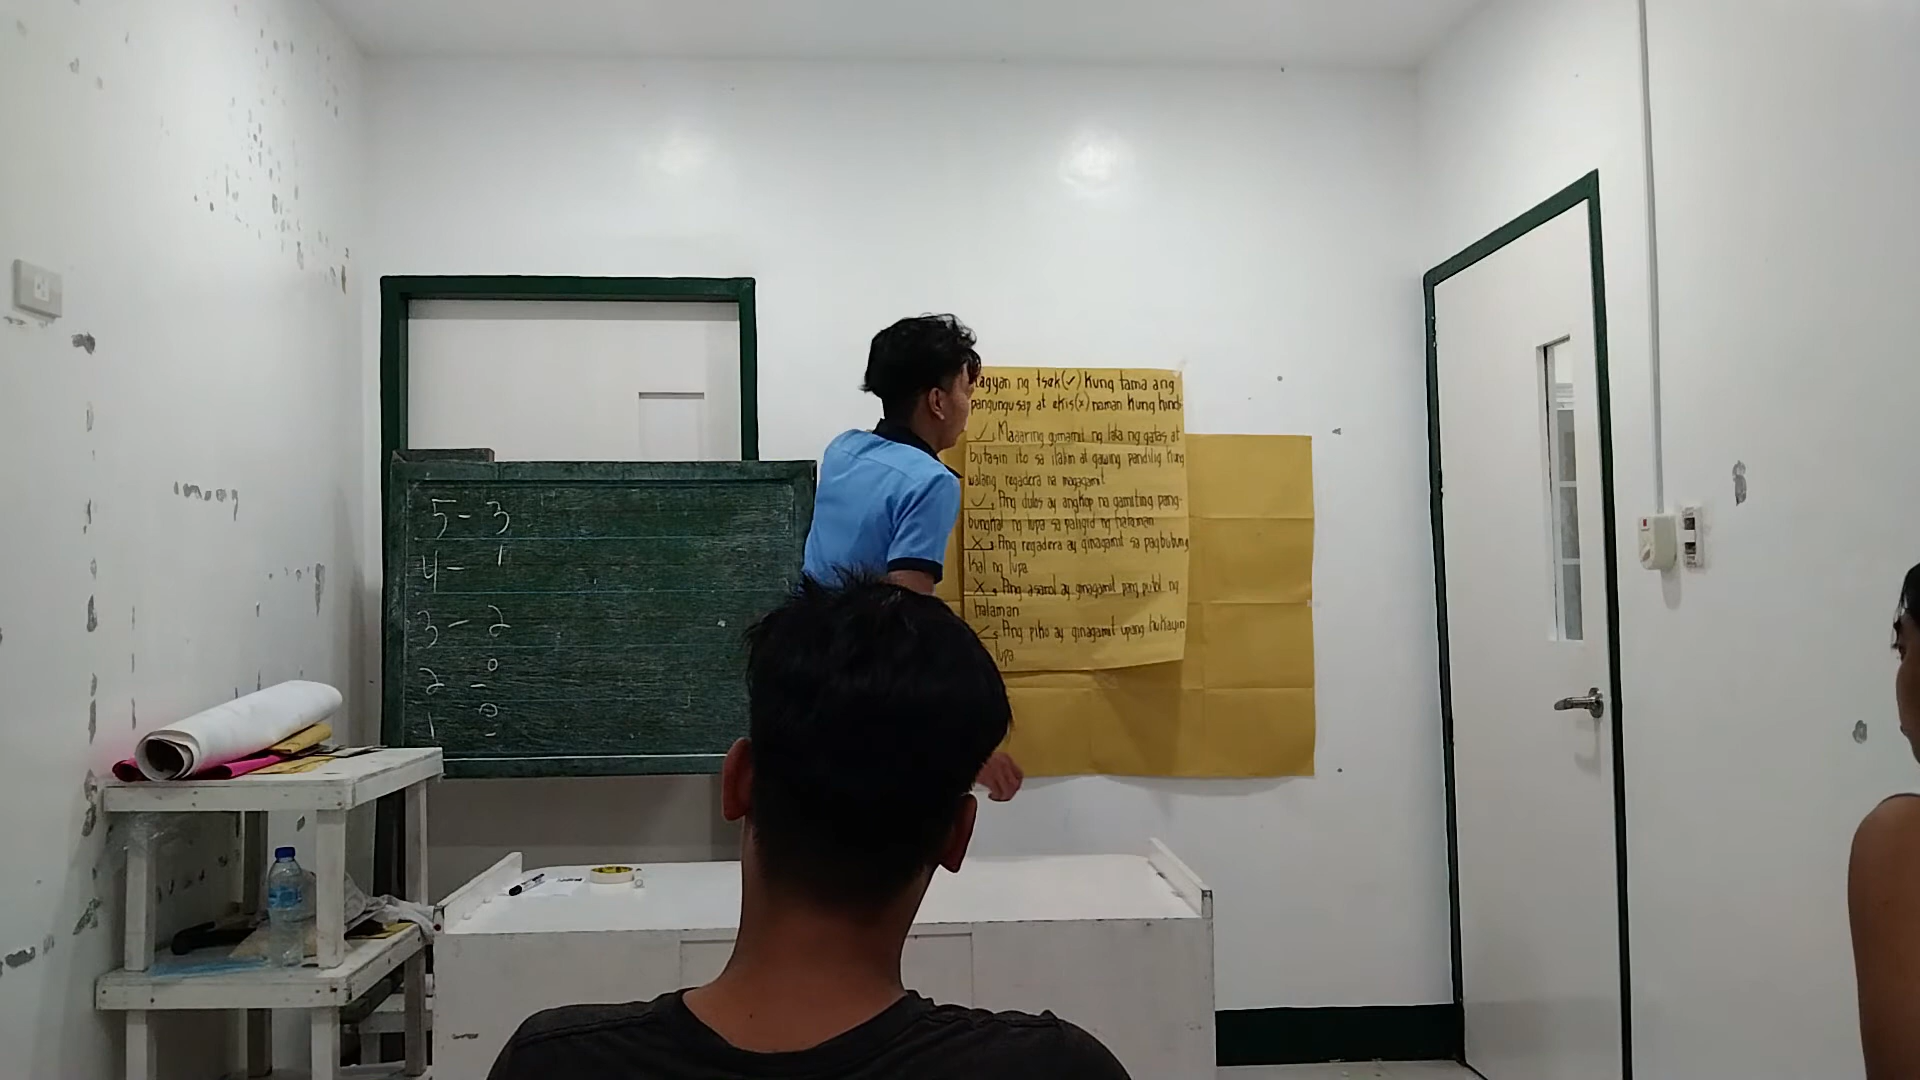 5 - 3
4 - 1
3 - 2
2 - 0
1 - 0
agyan ng tsek(✓) kung tama ang
pangungusap at ekis(x) naman kung hindi
✓ 1. Maaaring gumamit ng lata ng gatas at
butasin ito sa ilalim at gawing pandilig kung
walang regadera na magagamit
✓ Ang dulos ay angkop na gamiting pang-
bungkal ng lupa sa paligid ng halaman
X 3. Ang regadera ay ginagamit sa pagbubung
kal ng lupa
X Ang asarol ay ginagamit pang putol ng
halaman
✓ 5 Ang piko ay ginagamit upang hukayin
lupa